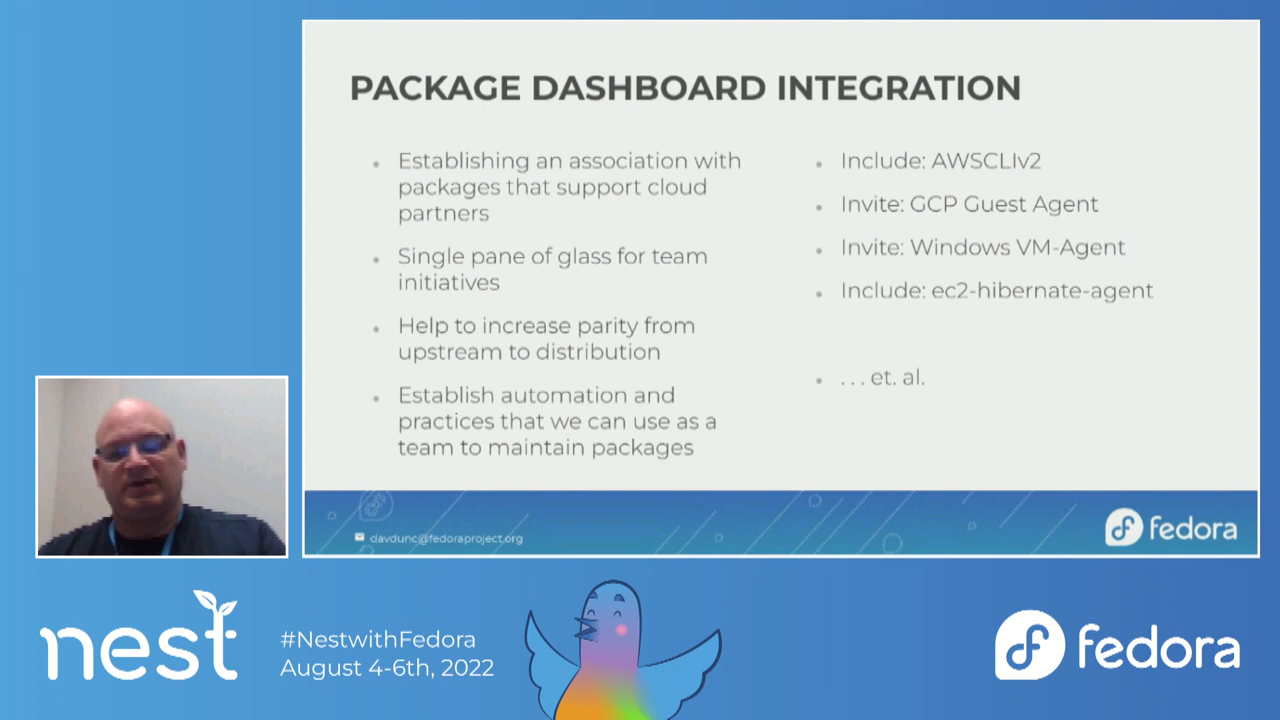 PACKAGE DASHBOARD INTEGRATION
Establishing an association with
packages that support cloud
partners
Single pane of glass for team
initiatives
Help to increase parity from
upstream to distribution
Establish automation and
practices that we can use as a
team to maintain packages
Include: AWSCLIv2
Invite: GCP Guest Agent
Invite: Windows VM-Agent
Include: ec2-hibernate-agent
. . . et. al.
davdunc@fedoraproject.org
fedora
nest
#NestwithFedora
August 4-6th, 2022
fedora